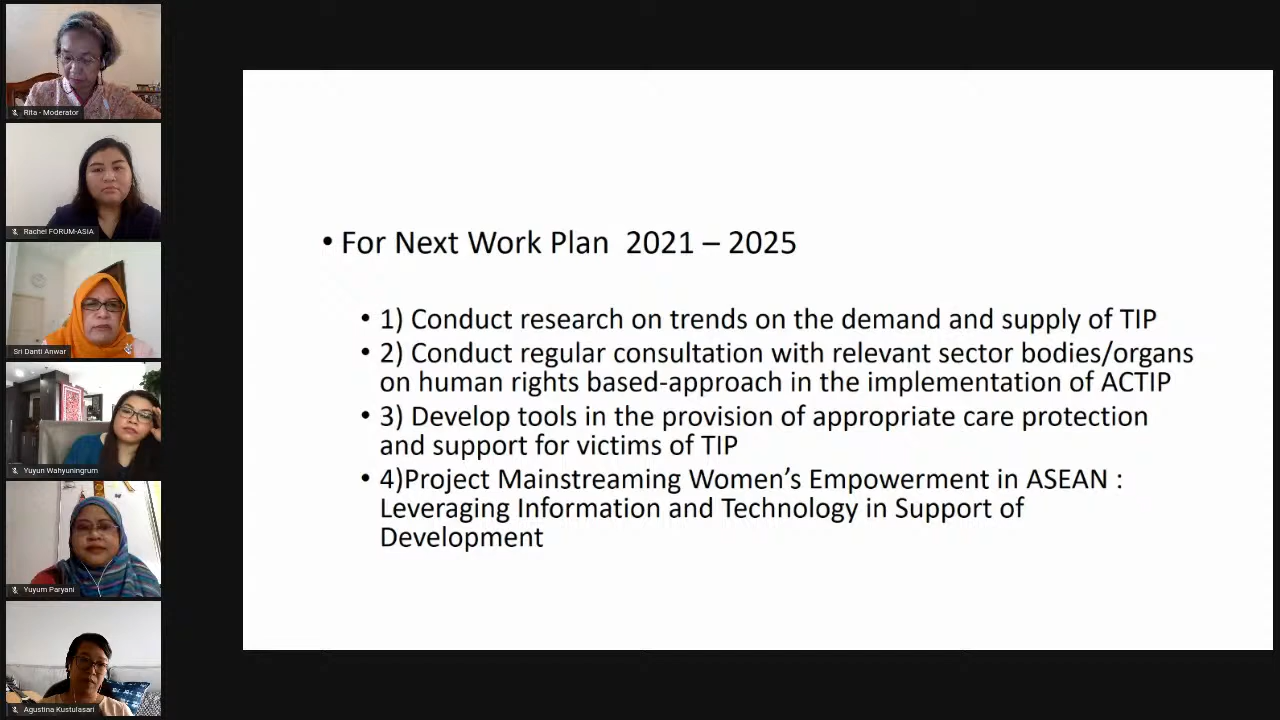 Rita - Moderator
Rachel FORUM-ASIA
Sri Danti Anwar
Yuyun Wahyuningrum
Yuyum Paryani
Agustina Kustulasari
• For Next Work Plan 2021 – 2025
• 1) Conduct research on trends on the demand and supply of TIP
• 2) Conduct regular consultation with relevant sector bodies/organs
on human rights based-approach in the implementation of ACTIP
• 3) Develop tools in the provision of appropriate care protection
and support for victims of TIP
• 4)Project Mainstreaming Women’s Empowerment in ASEAN :
Leveraging Information and Technology in Support of
Development